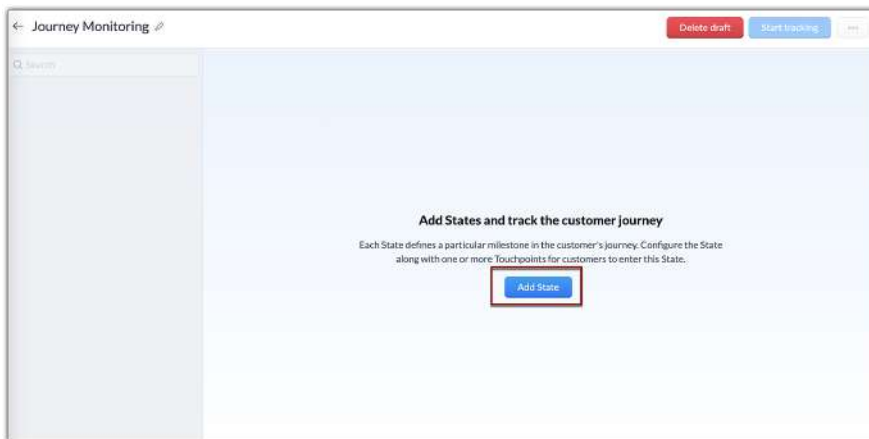 Journey Monitoring
Delete draft
Start tracking
Search
Add States and track the customer journey
Each State defines a particular milestone in the customer's journey. Configure the State
along with one or more Touchpoints for customers to enter this State.
Add State